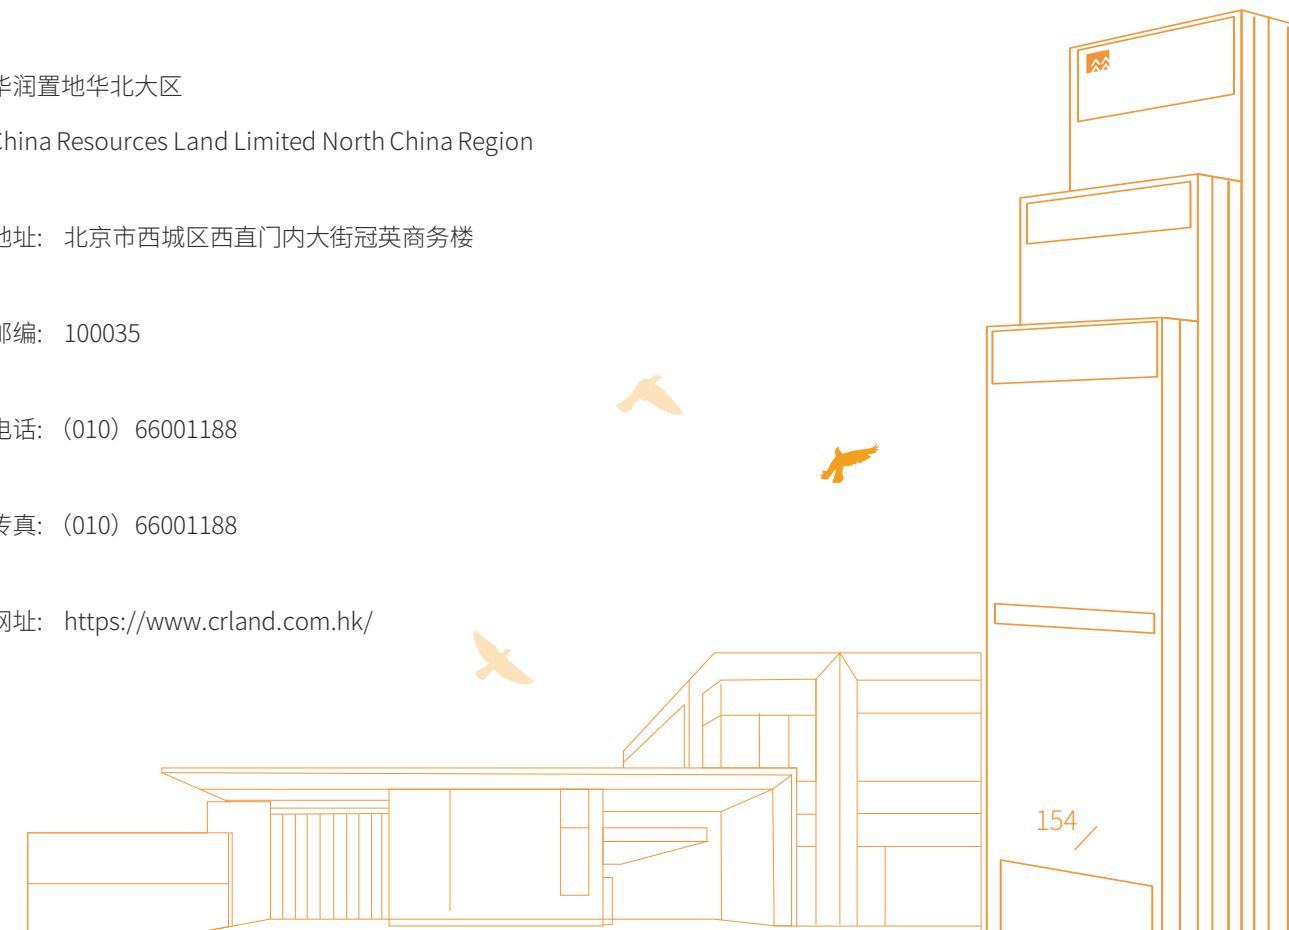 华润置地华北大区
China Resources Land Limited North China Region
地址: 北京市西城区西直门内大街冠英商务楼
邮编: 100035
电话: （010）66001188
传真: （010）66001188
网址: https://www.crland.com.hk/
154